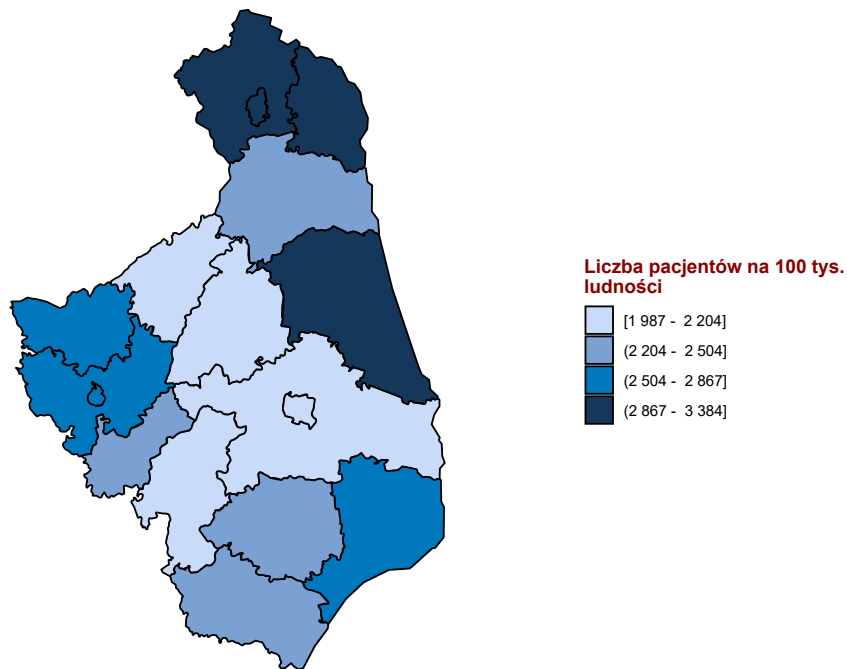 Liczba pacjentów na 100 tys.
ludności
[1 987 - 2 204]
(2 204 - 2 504]
(2 504 - 2 867]
(2 867 - 3 384]